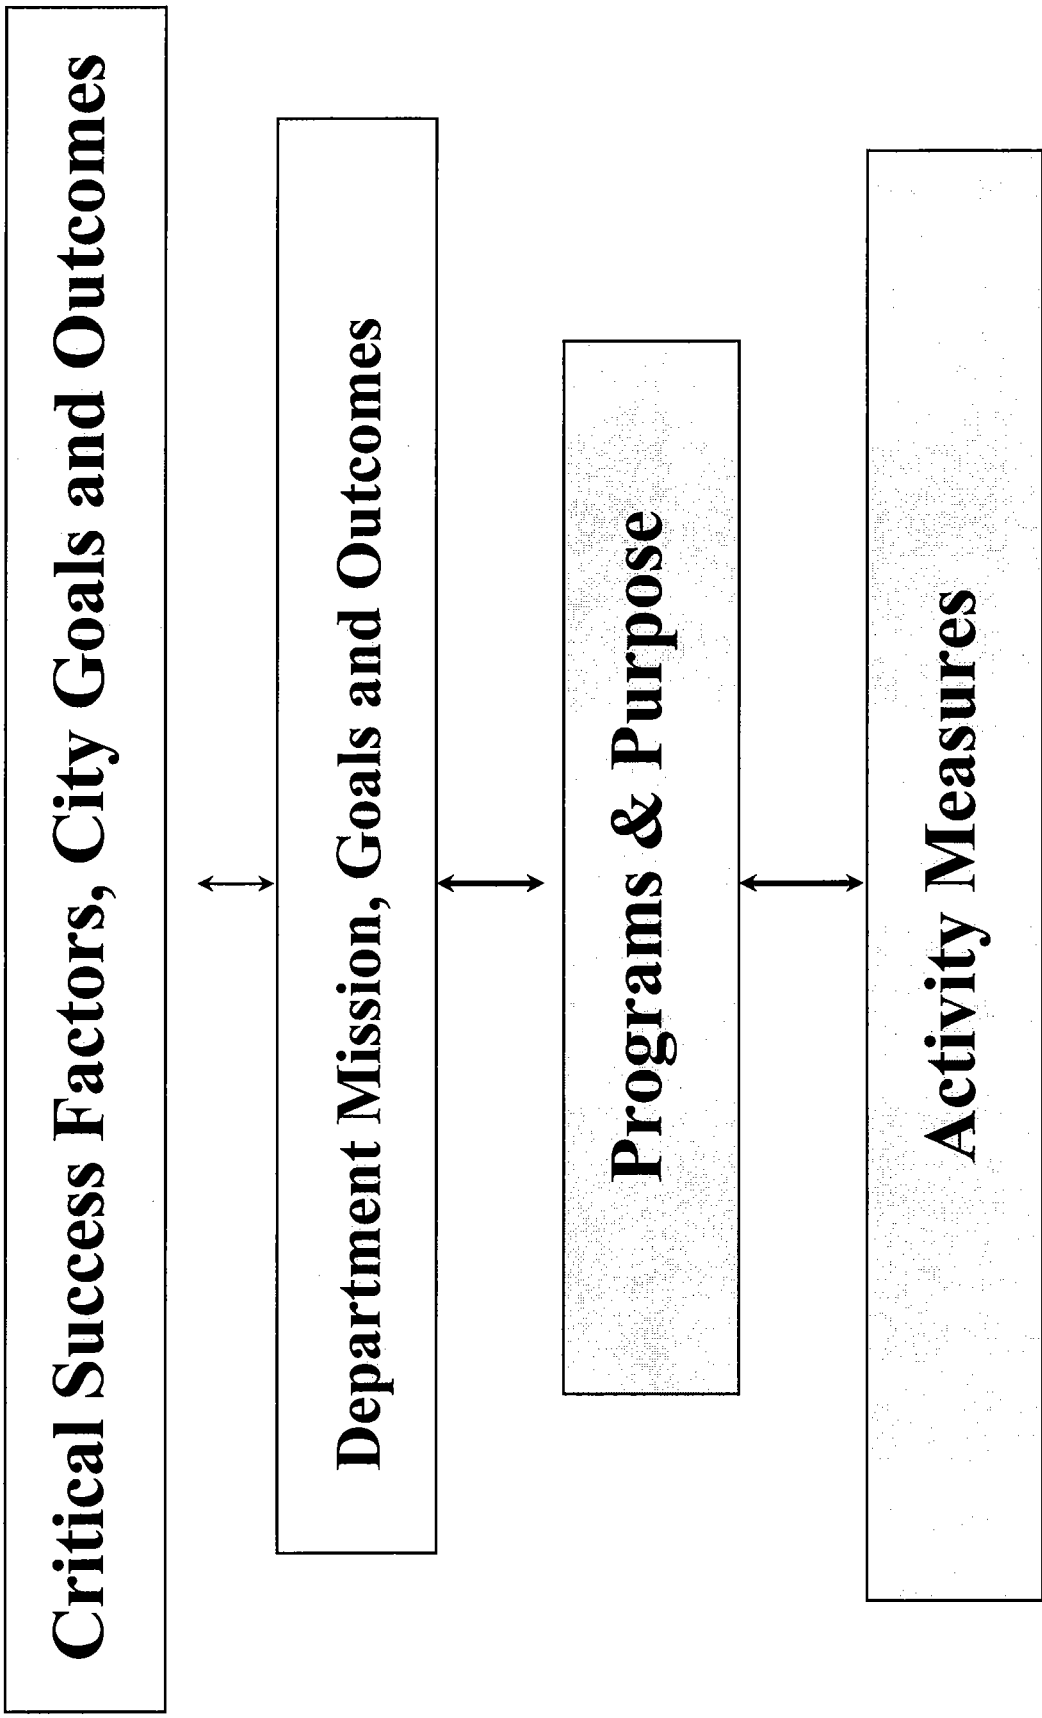 Critical Success Factors, City Goals and Outcomes
Department Mission, Goals and Outcomes
Programs & Purpose
Activity Measures